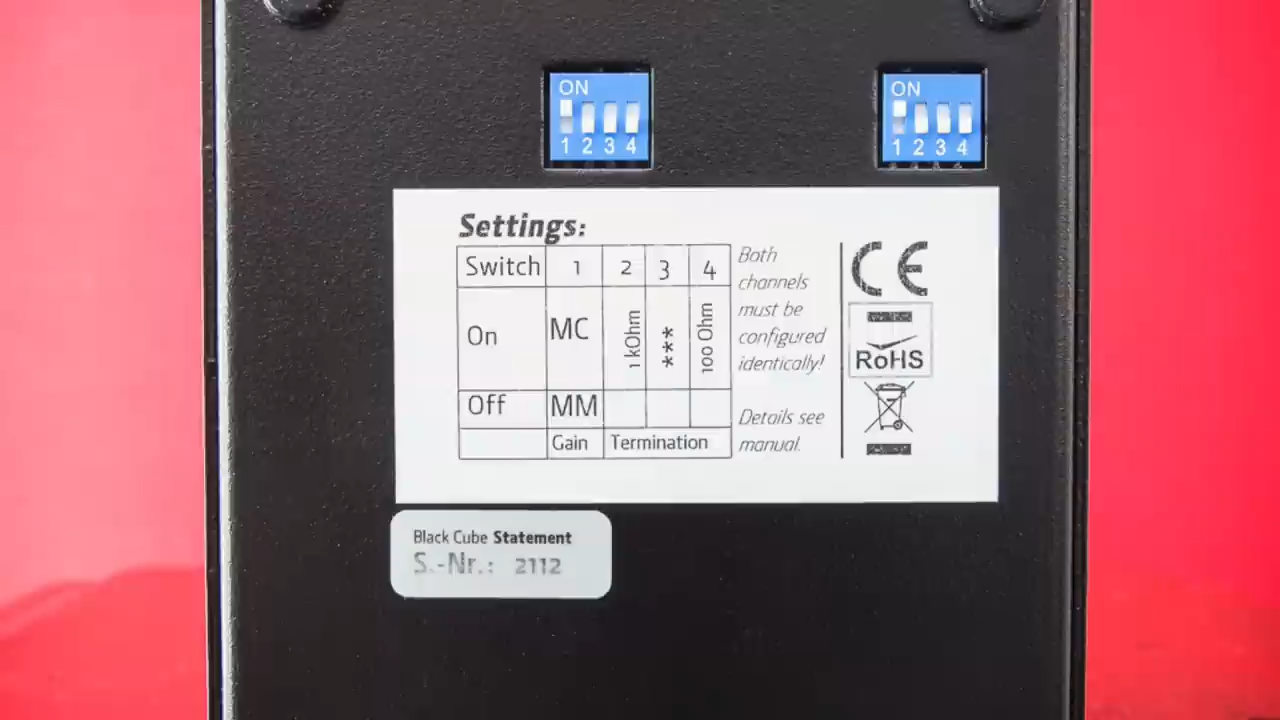 ON
1 2 3 4
ON
1 2 3 4
Settings:
Switch 1 2 3 4
On MC 1 kOhm *** 100 Ohm
Off MM
Gain Termination
Both
channels
must be
configured
identically!
Details see
manual.
CE
RoHS
Black Cube Statement
S.-Nr.: 2112